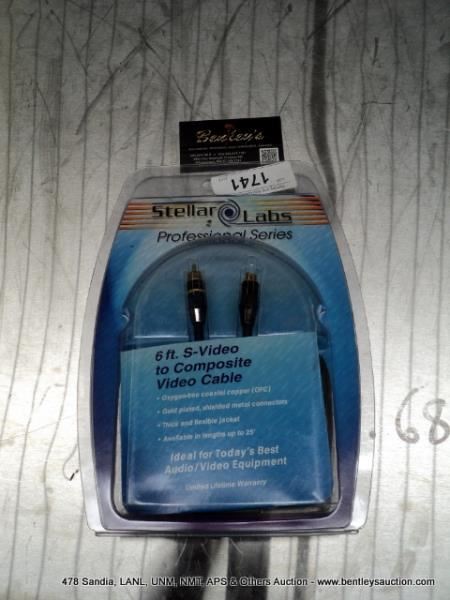 Bentley's
1741
Stellar Labs
Professional Series
6 ft. S-Video
to Composite
Video Cable
• Oxygen-free coaxial copper (OFC)
• Gold plated, shielded metal connectors
• Thick and flexible jacket
• Available in lengths up to 25'
Ideal for Today's Best
Audio/Video Equipment
Limited Lifetime Warranty
.68
478 Sandia, LANL, UNM, NMT, APS & Others Auction - www.bentleysauction.com